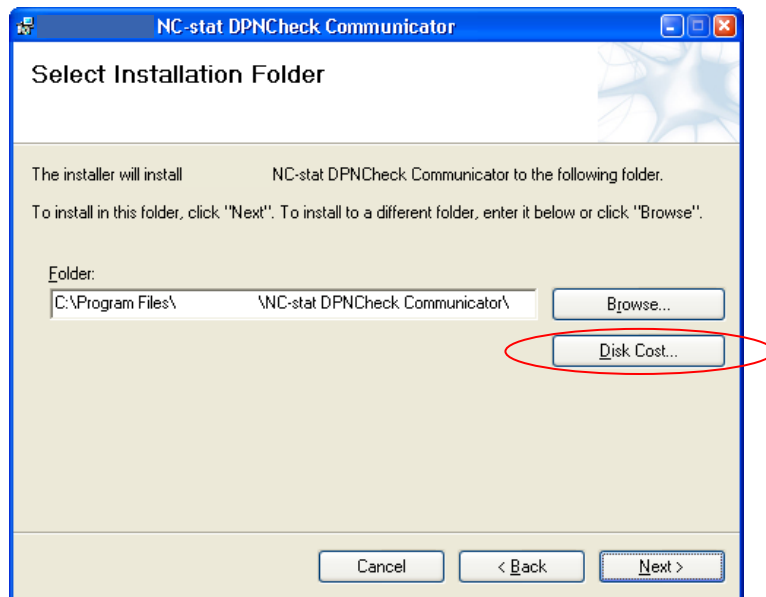 NC-stat DPNCheck Communicator
Select Installation Folder
The installer will install NC-stat DPNCheck Communicator to the following folder.
To install in this folder, click "Next". To install to a different folder, enter it below or click "Browse".
Folder:
C:\Program Files\ \NC-stat DPNCheck Communicator\
Browse...
Disk Cost...
Cancel
< Back
Next >